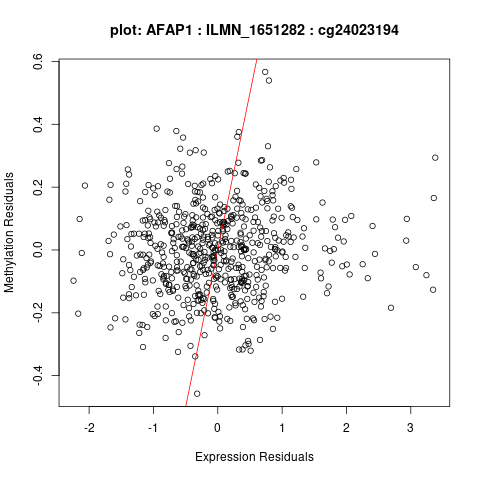 plot: AFAP1 : ILMN_1651282 : cg24023194
Methylation Residuals
0.6
0.4
0.2
0.0
-0.2
-0.4
-2 -1 0 1 2 3
Expression Residuals